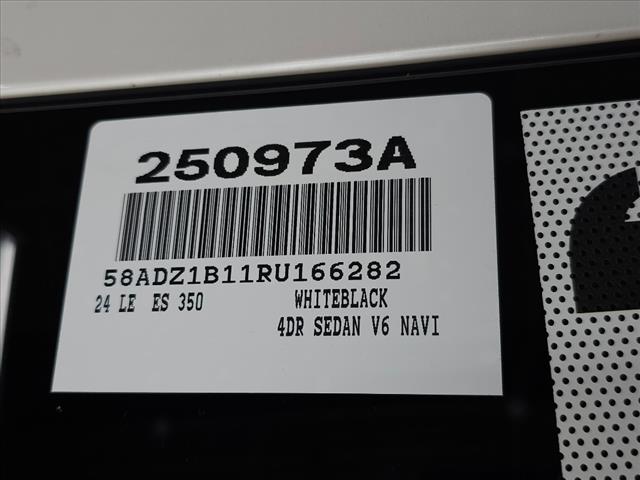 250973A
58ADZ1B11RU166282
24 LE ES 350 WHITEBLACK
4DR SEDAN V6 NAVI